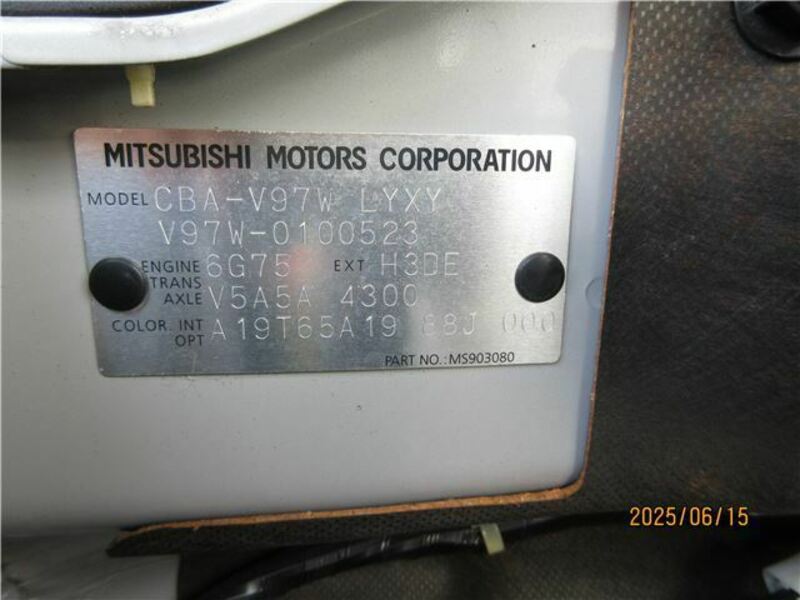 MITSUBISHI MOTORS CORPORATION
MODEL CBA-V97W LYXY
V97W-0100523
ENGINE 6G75 EXT H3DE
TRANS
AXLE V5A5A 4300
COLOR. INT
OPT A19T65A19 88J 000
PART NO.: MS903080
2025/06/15